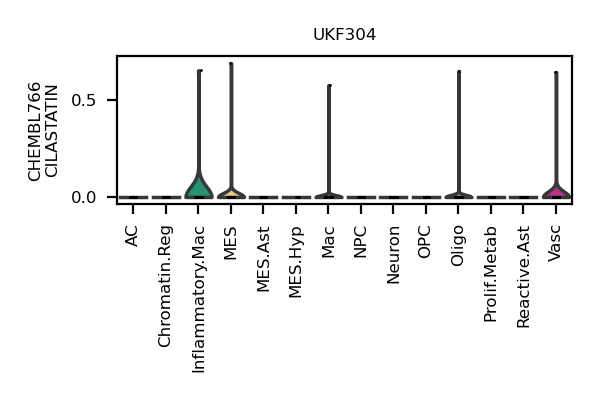 UKF304
CHEMBL766
CILASTATIN
0.5
0.0
AC
Chromatin.Reg
Inflammatory.Mac
MES
MES.Ast
MES.Hyp
Mac
NPC
Neuron
OPC
Oligo
Prolif.Metab
Reactive.Ast
Vasc